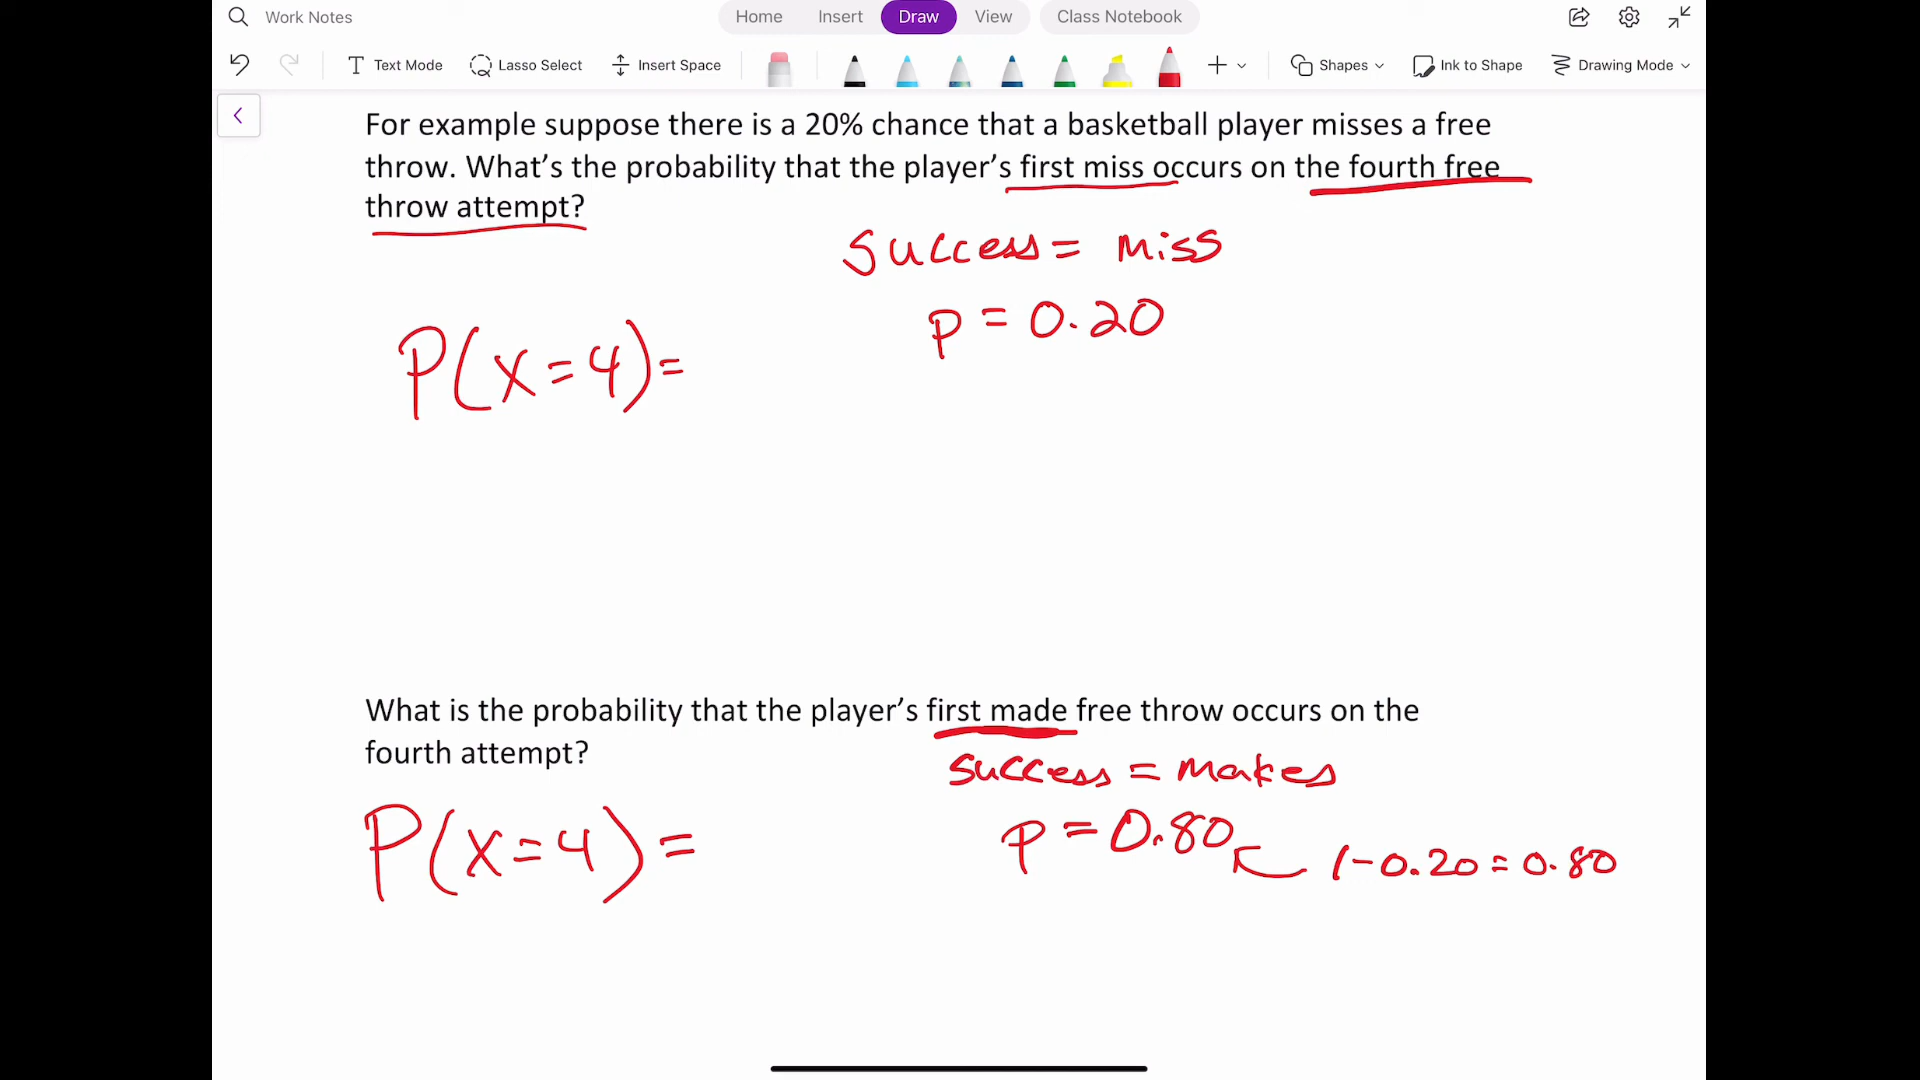 Work Notes
Home Insert Draw View Class Notebook
Text Mode Lasso Select Insert Space Shapes Ink to Shape Drawing Mode
For example suppose there is a 20% chance that a basketball player misses a free
throw. What’s the probability that the player’s first miss occurs on the fourth free
throw attempt?
success = miss
p = 0.20
P(x=4)=
What is the probability that the player’s first made free throw occurs on the
fourth attempt?
success = makes
P(x=4)=
p = 0.80
1-0.20=0.80